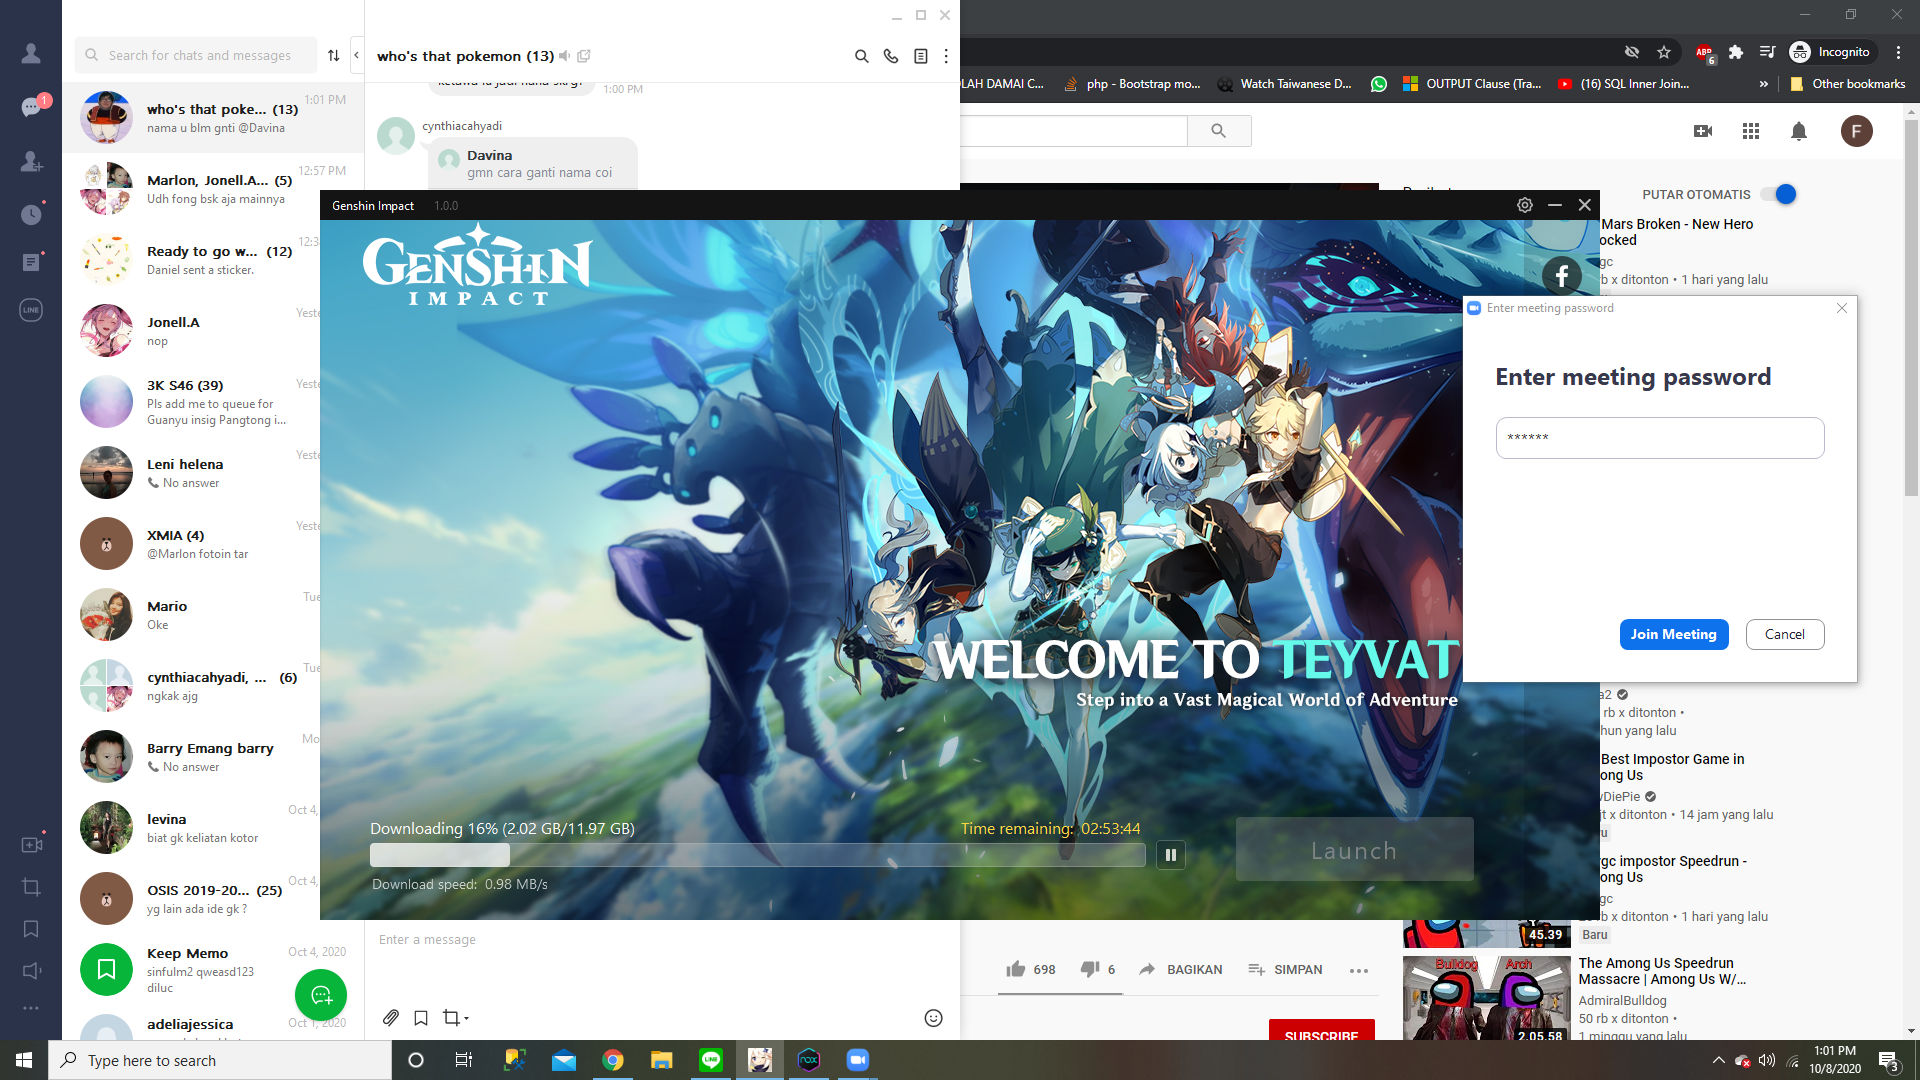 Search for chats and messages
1
who's that poke... (13)
1:01 PM
nama u blm gnti @Davina
Marlon, Jonell.A... (5)
12:57 PM
Udh fong bsk aja mainnya
Ready to go w... (12)
Daniel sent a sticker.
Jonell.A
Yeste
nop
3K S46 (39)
Yeste
Pls add me to queue for
Guanyu insig Pangtong i...
Leni helena
Yeste
No answer
XMIA (4)
Yeste
@Marlon fotoin tar
Mario
Tue
Oke
cynthiacahyadi, ... (6)
Tue
ngkak ajg
Barry Emang barry
Mo
No answer
levina
Oct 4,
biat gk keliatan kotor
OSIS 2019-20... (25)
Oct 4,
yg lain ada ide gk ?
Keep Memo
Oct 4, 2020
sinfulm2 qweasd123
diluc
adeliajessica
Oct 1, 2020
LINE
who's that pokemon (13)
1:00 PM
cynthiacahyadi
Davina
gmn cara ganti nama coi
Enter a message
Genshin Impact 1.0.0
GENSHIN
IMPACT
WELCOME TO TEYVAT
Step into a Vast Magical World of Adventure
Downloading 16% (2.02 GB/11.97 GB)
Time remaining: 02:53:44
Download speed: 0.98 MB/s
Launch
Enter meeting password
Enter meeting password
******
Join Meeting
Cancel
ABP
6
Incognito
OLAH DAMAI C...
php - Bootstrap mo...
Watch Taiwanese D...
OUTPUT Clause (Tra...
(16) SQL Inner Join...
»
Other bookmarks
F
PUTAR OTOMATIS
Mars Broken - New Hero
ocked
gc
rb x ditonton • 1 hari yang lalu
a2
rb x ditonton •
hun yang lalu
Best Impostor Game in
ong Us
vDiePie
jt x ditonton • 14 jam yang lalu
ru
rgc impostor Speedrun -
ong Us
gc
rb x ditonton • 1 hari yang lalu
Baru
45.39
Bulldog Arch
The Among Us Speedrun
Massacre | Among Us W/...
AdmiralBulldog
50 rb x ditonton •
1 minggu yang lalu
2.05.58
698
6
BAGIKAN
SIMPAN
SUBSCRIBE
Type here to search
LINE
nox
1:01 PM
10/8/2020
3